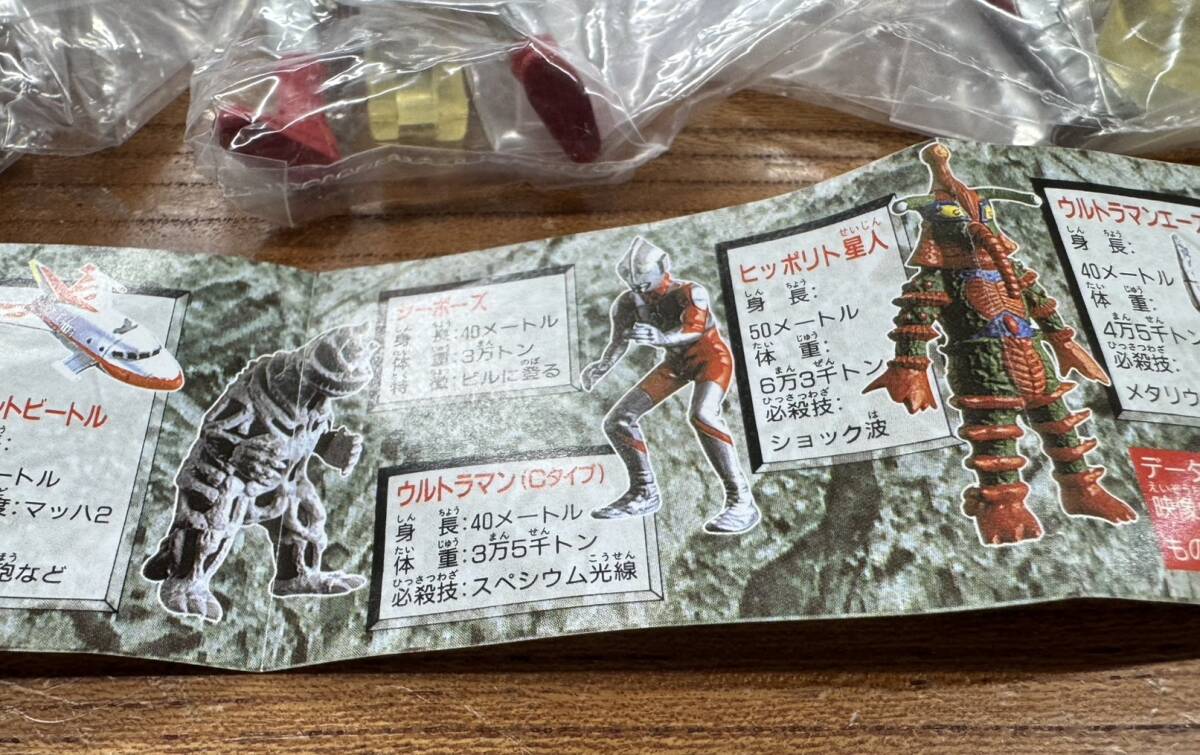 ットビートル
ートル
マッハ2
砲など
シーボーズ
身長:40メートル
体重:3万トン
特徴:ビルに登る
ウルトラマン(Cタイプ)
身長:40メートル
体重:3万5千トン
必殺技:スペシウム光線
ヒッポリト星人
身長:
50メートル
体重:
6万3千トン
必殺技:
ショック波
ウルトラマンエー
身長:
40メートル
体重:
4万5千トン
必殺技:
メタリウ
デー
映像
もの